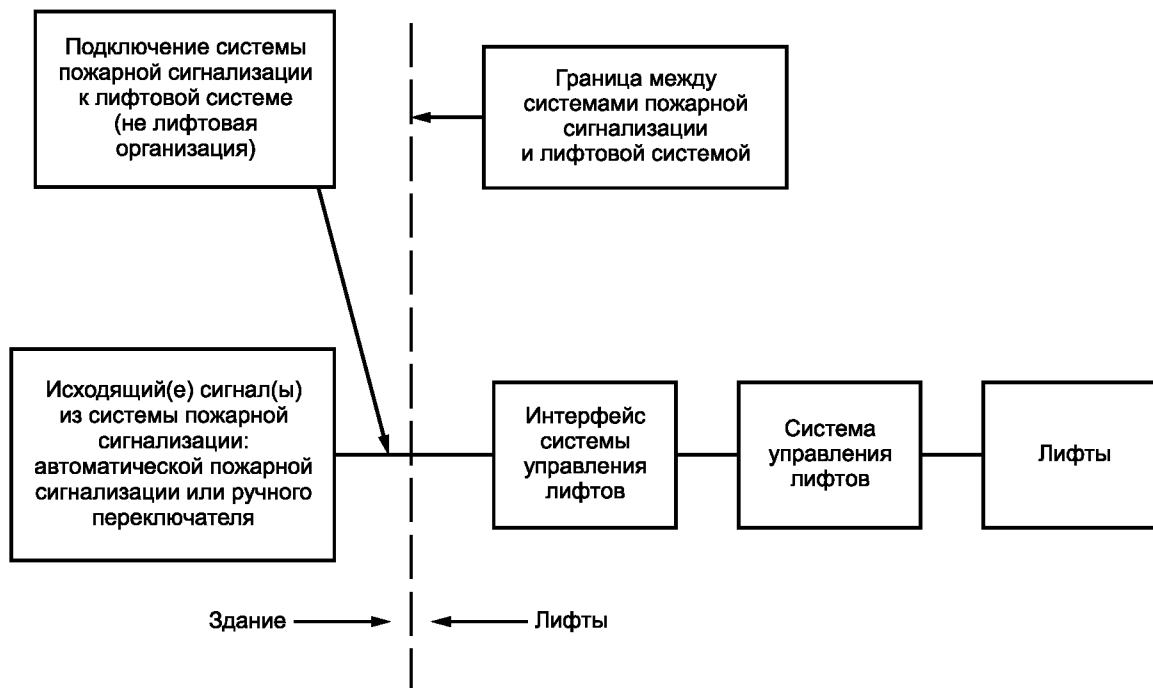 Подключение системы
пожарной сигнализации
к лифтовой системе
(не лифтовая
организация)
Граница между
системами пожарной
сигнализации
и лифтовой системой
Исходящий(е) сигнал(ы)
из системы пожарной
сигнализации:
автоматической пожарной
сигнализации или ручного
переключателя
Интерфейс
системы
управления
лифтов
Система
управления
лифтов
Лифты
Здание
Лифты